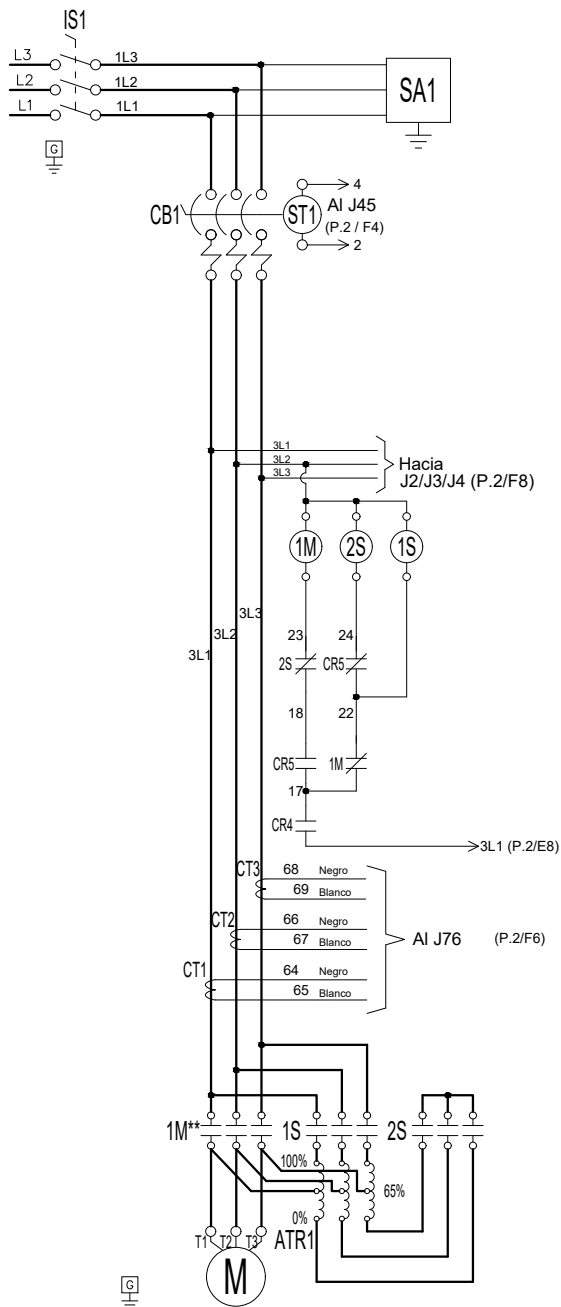 IS1
L3 1L3
L2 1L2 SA1
L1 1L1
G
4
CB1 ST1 Al J45
(P.2 / F4)
2
3L1
3L2 Hacia
3L3 J2/J3/J4 (P.2/F8)
1M 2S 1S
3L3
3L2 23 24
3L1 2S CR5
18 22
CR5 1M
17
CR4
3L1 (P.2/E8)
CT3 68 Negro
69 Blanco
CT2 66 Negro
67 Blanco Al J76 (P.2/F6)
CT1 64 Negro
65 Blanco
1M** 1S 2S
100%
65%
0%
T1 T2 T3 ATR1
M
G